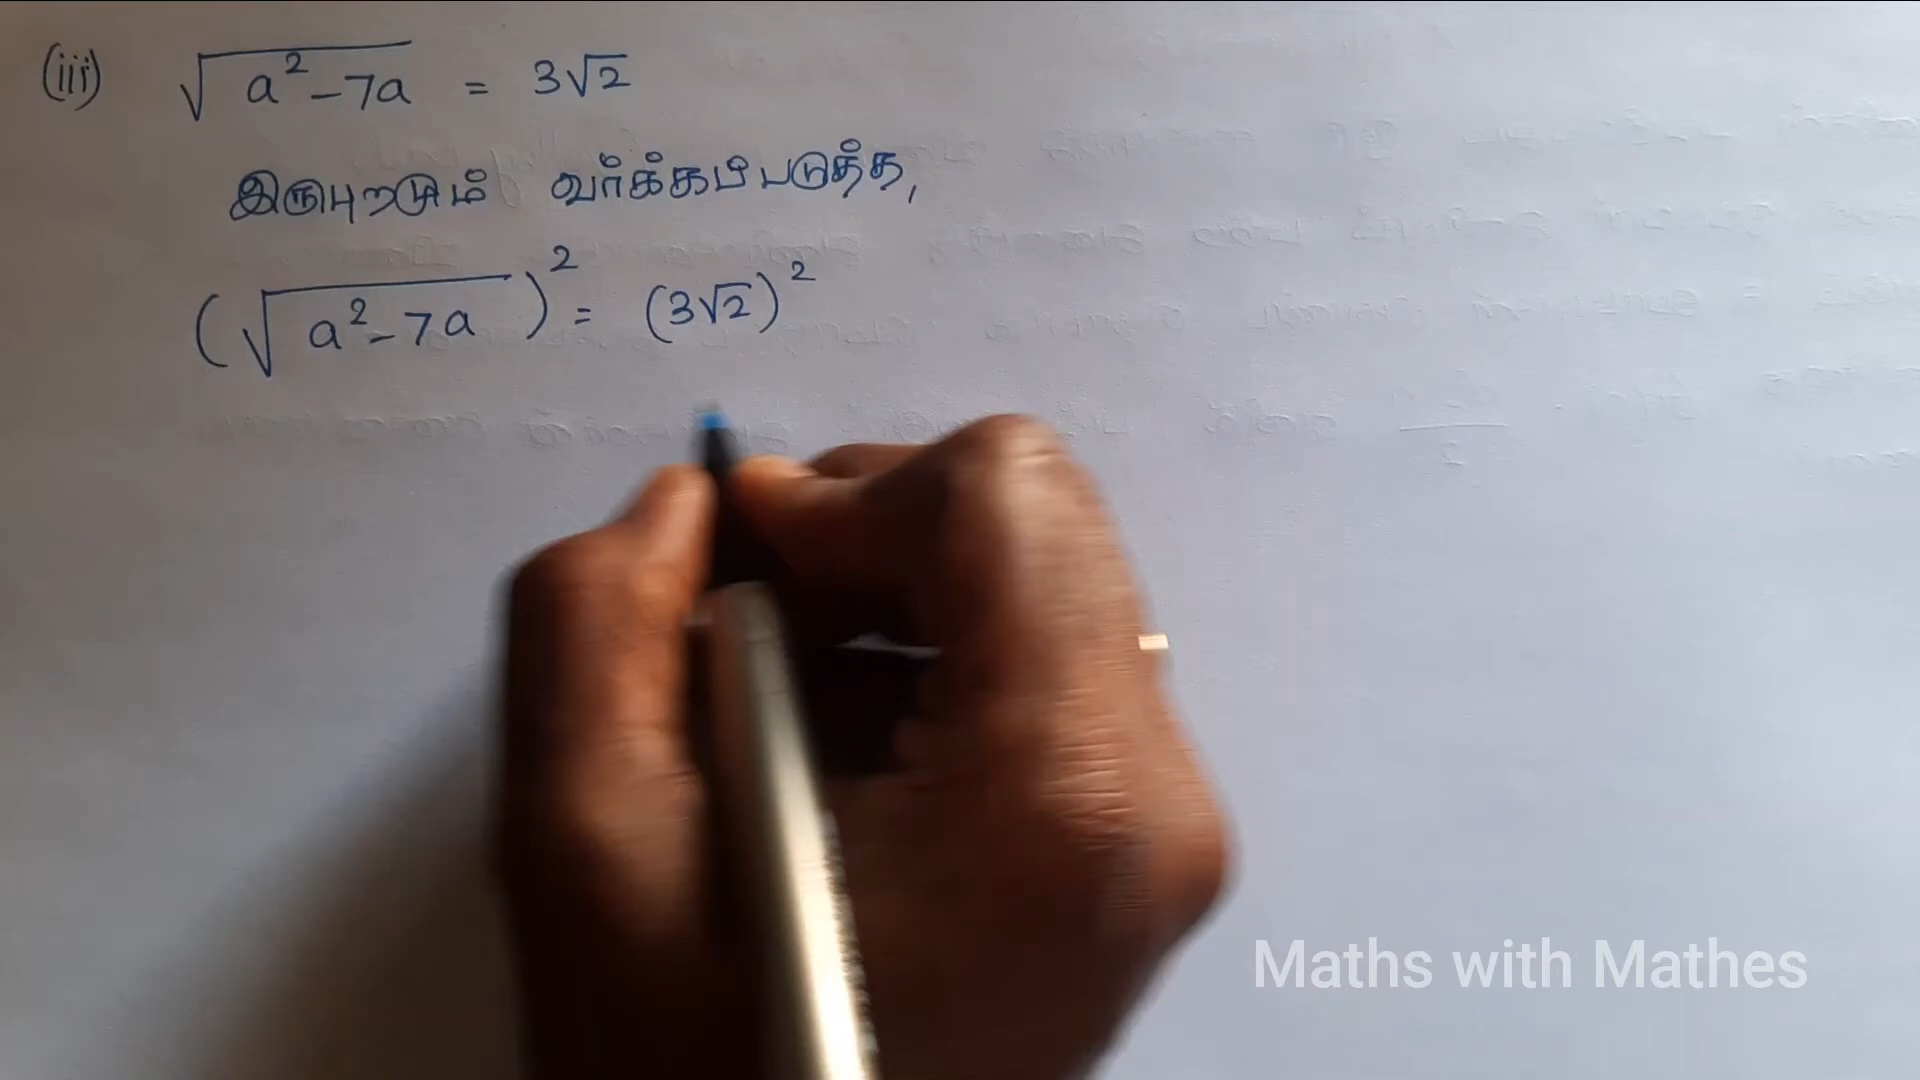 (iii) √(a² - 7a) = 3√2
இருபுறமும் வர்க்கப்படுத்த,
(√(a² - 7a))² = (3√2)²
Maths with Mathes